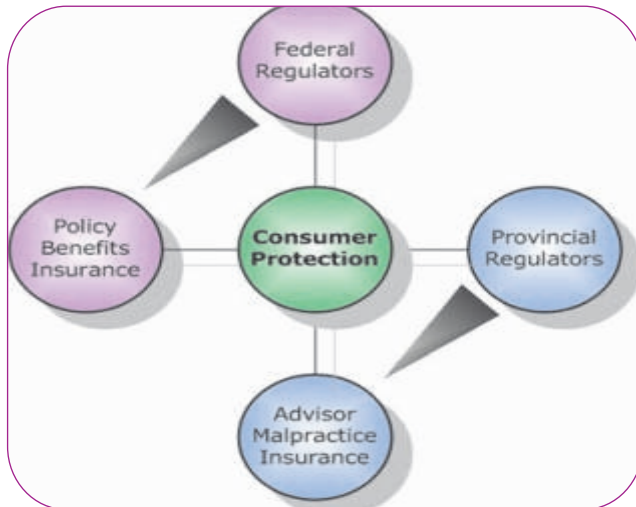 Federal
Regulators
Policy
Benefits
Insurance
Consumer
Protection
Provincial
Regulators
Advisor
Malpractice
Insurance